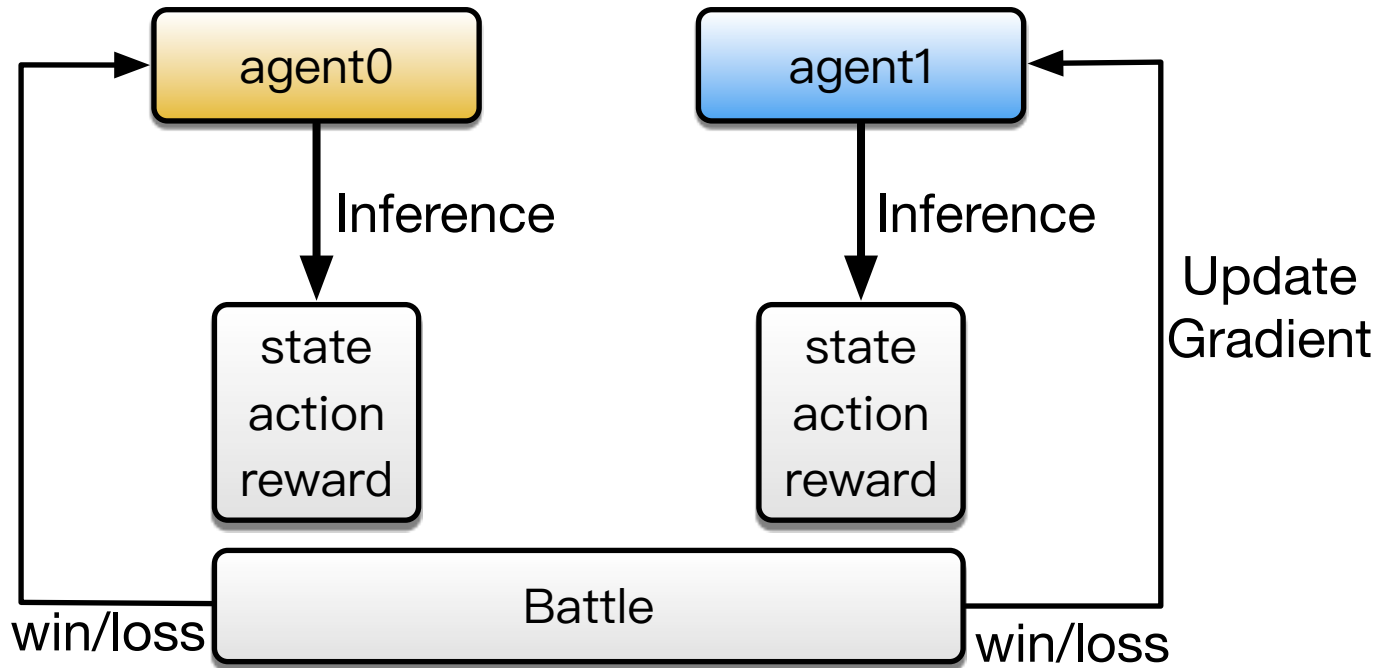 agent0
agent1
Inference
Inference
Update
Gradient
state
action
reward
state
action
reward
Battle
win/loss
win/loss